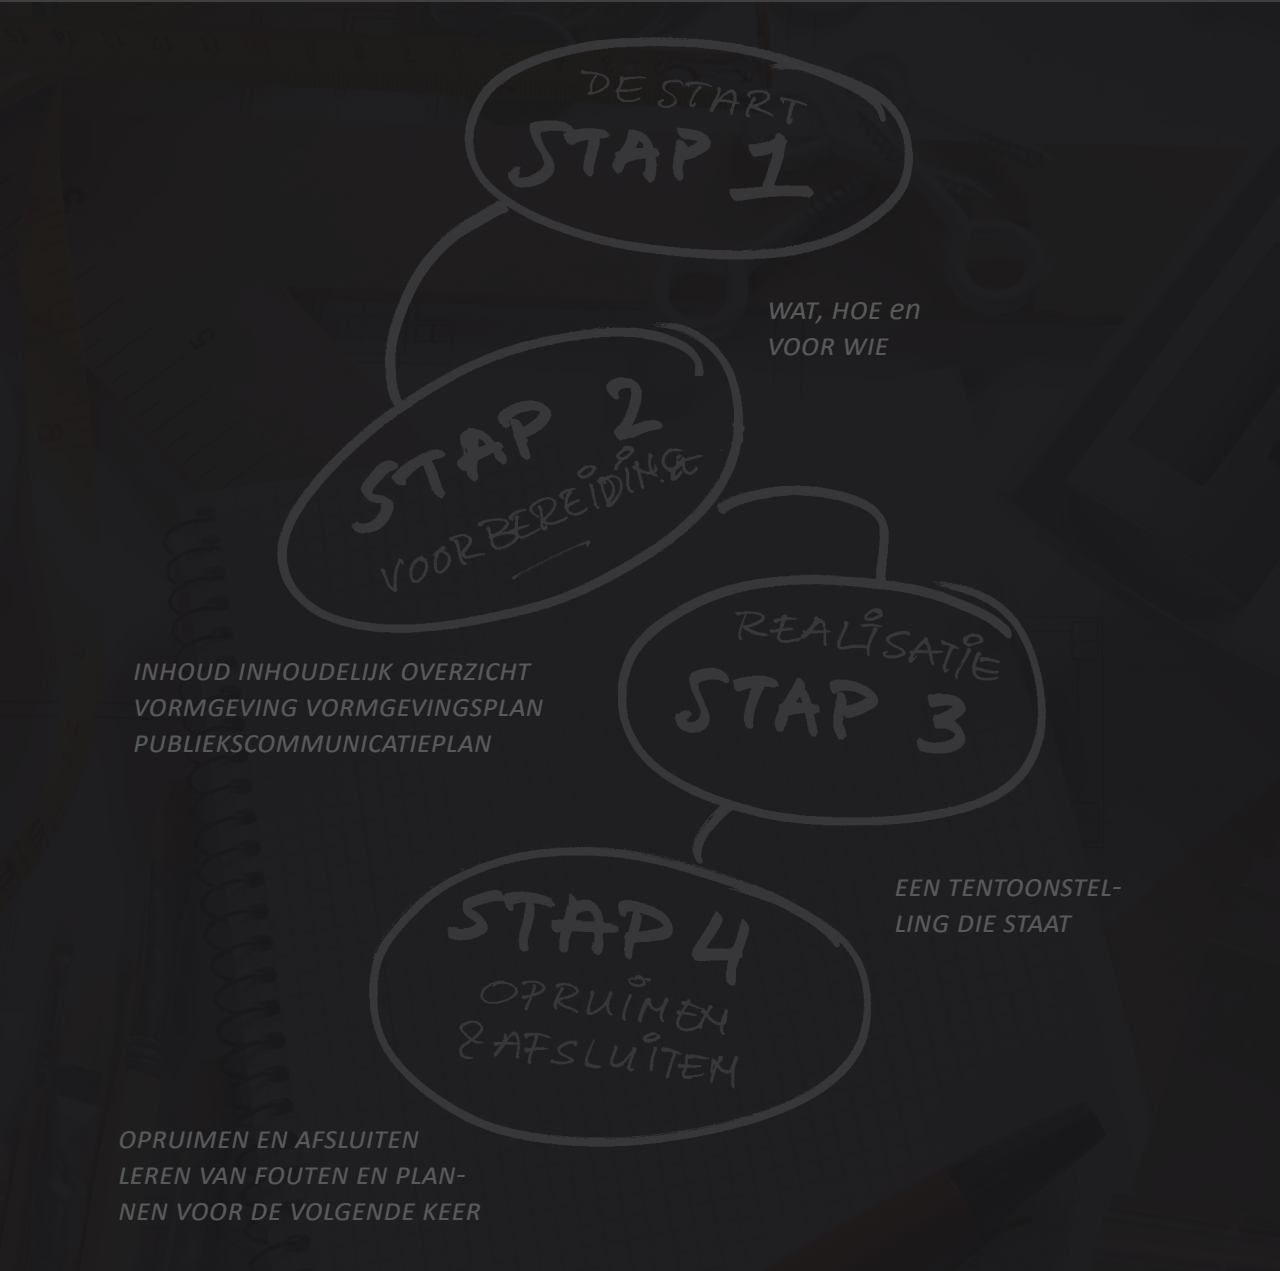 DE START
STAP 1
WAT, HOE en
VOOR WIE
STAP 2
VOORBEREIDING
INHOUD INHOUDELIJK OVERZICHT
VORMGEVING VORMGEVINGSPLAN
PUBLIEKSCOMMUNICATIEPLAN
REALISATIE
STAP 3
EEN TENTOONSTEL-
LING DIE STAAT
STAP 4
OPRUIMEN
& AFSLUITEN
OPRUIMEN EN AFSLUITEN
LEREN VAN FOUTEN EN PLAN-
NEN VOOR DE VOLGENDE KEER